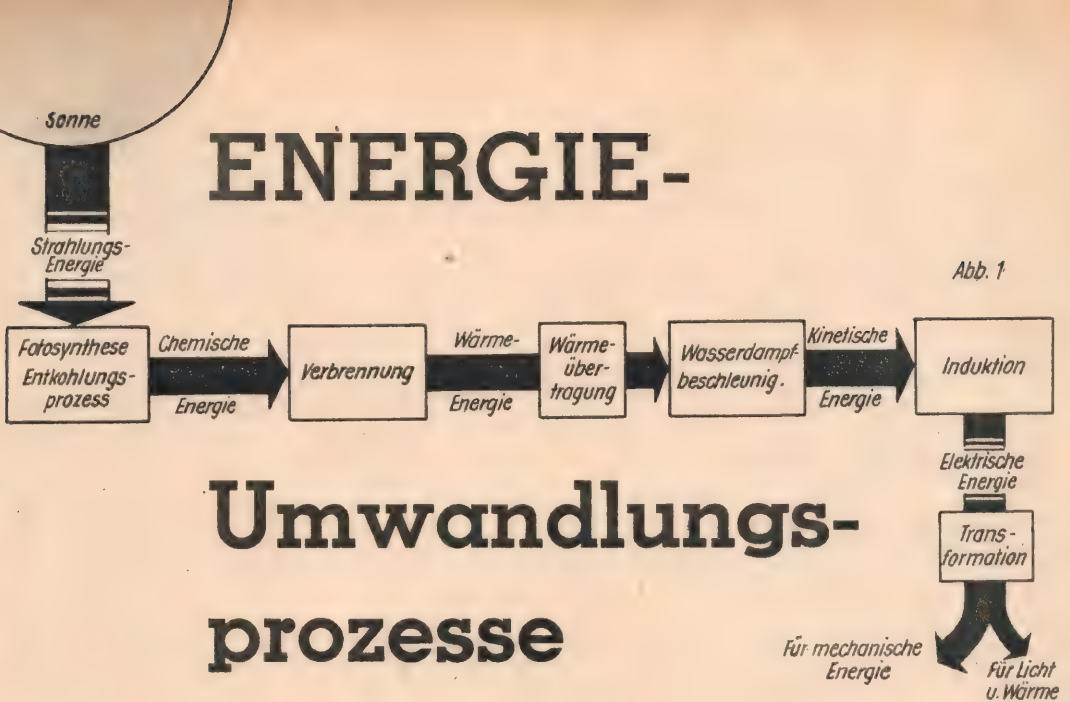 Sonne
ENERGIE-
Strahlungs-
Energie
Abb. 1
Fotosynthese
Entkohlungs-
prozess
Chemische
Energie
Verbrennung
Wärme-
Energie
Wärme-
über-
tragung
Wasserdampf-
beschleunig.
Kinetische
Energie
Induktion
Elektrische
Energie
Umwandlungs-
prozesse
Trans-
formation
Für mechanische
Energie
Für Licht
u. Wärme